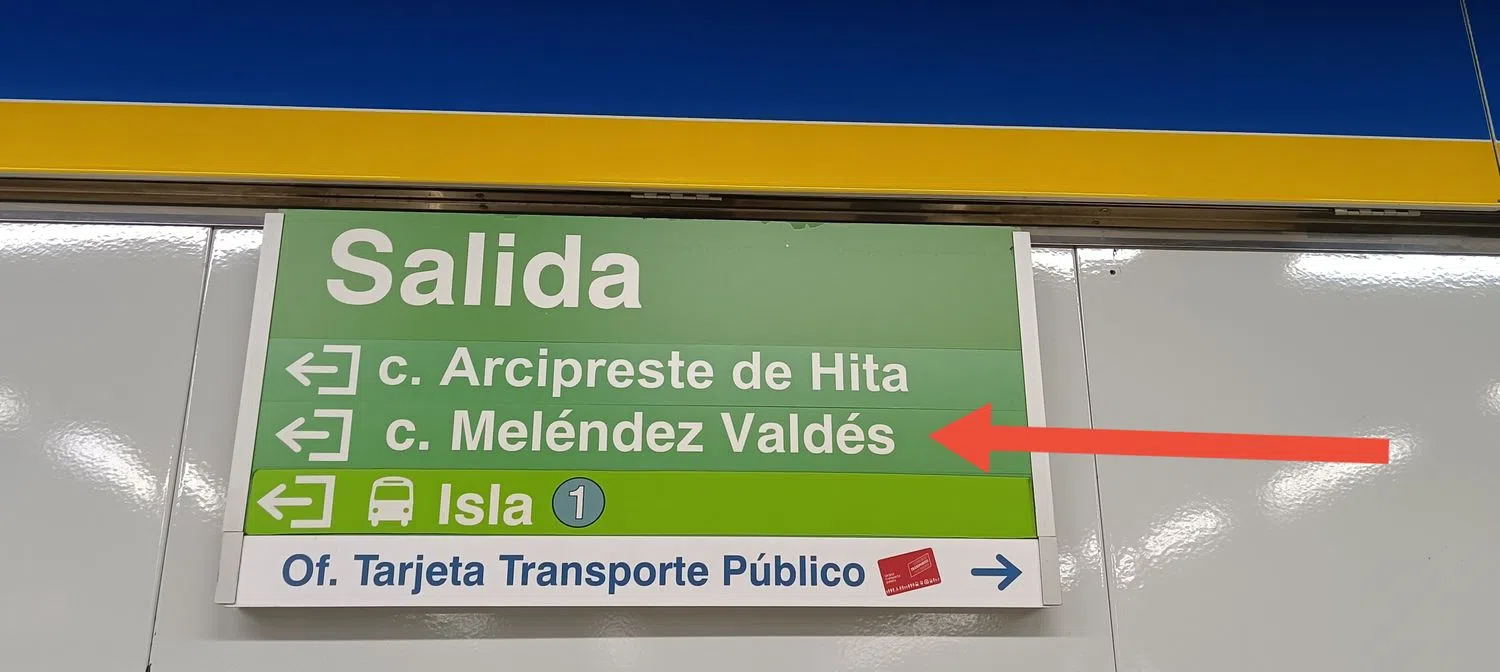 Salida
c. Arcipreste de Hita
c. Meléndez Valdés
Isla 1
Of. Tarjeta Transporte Público